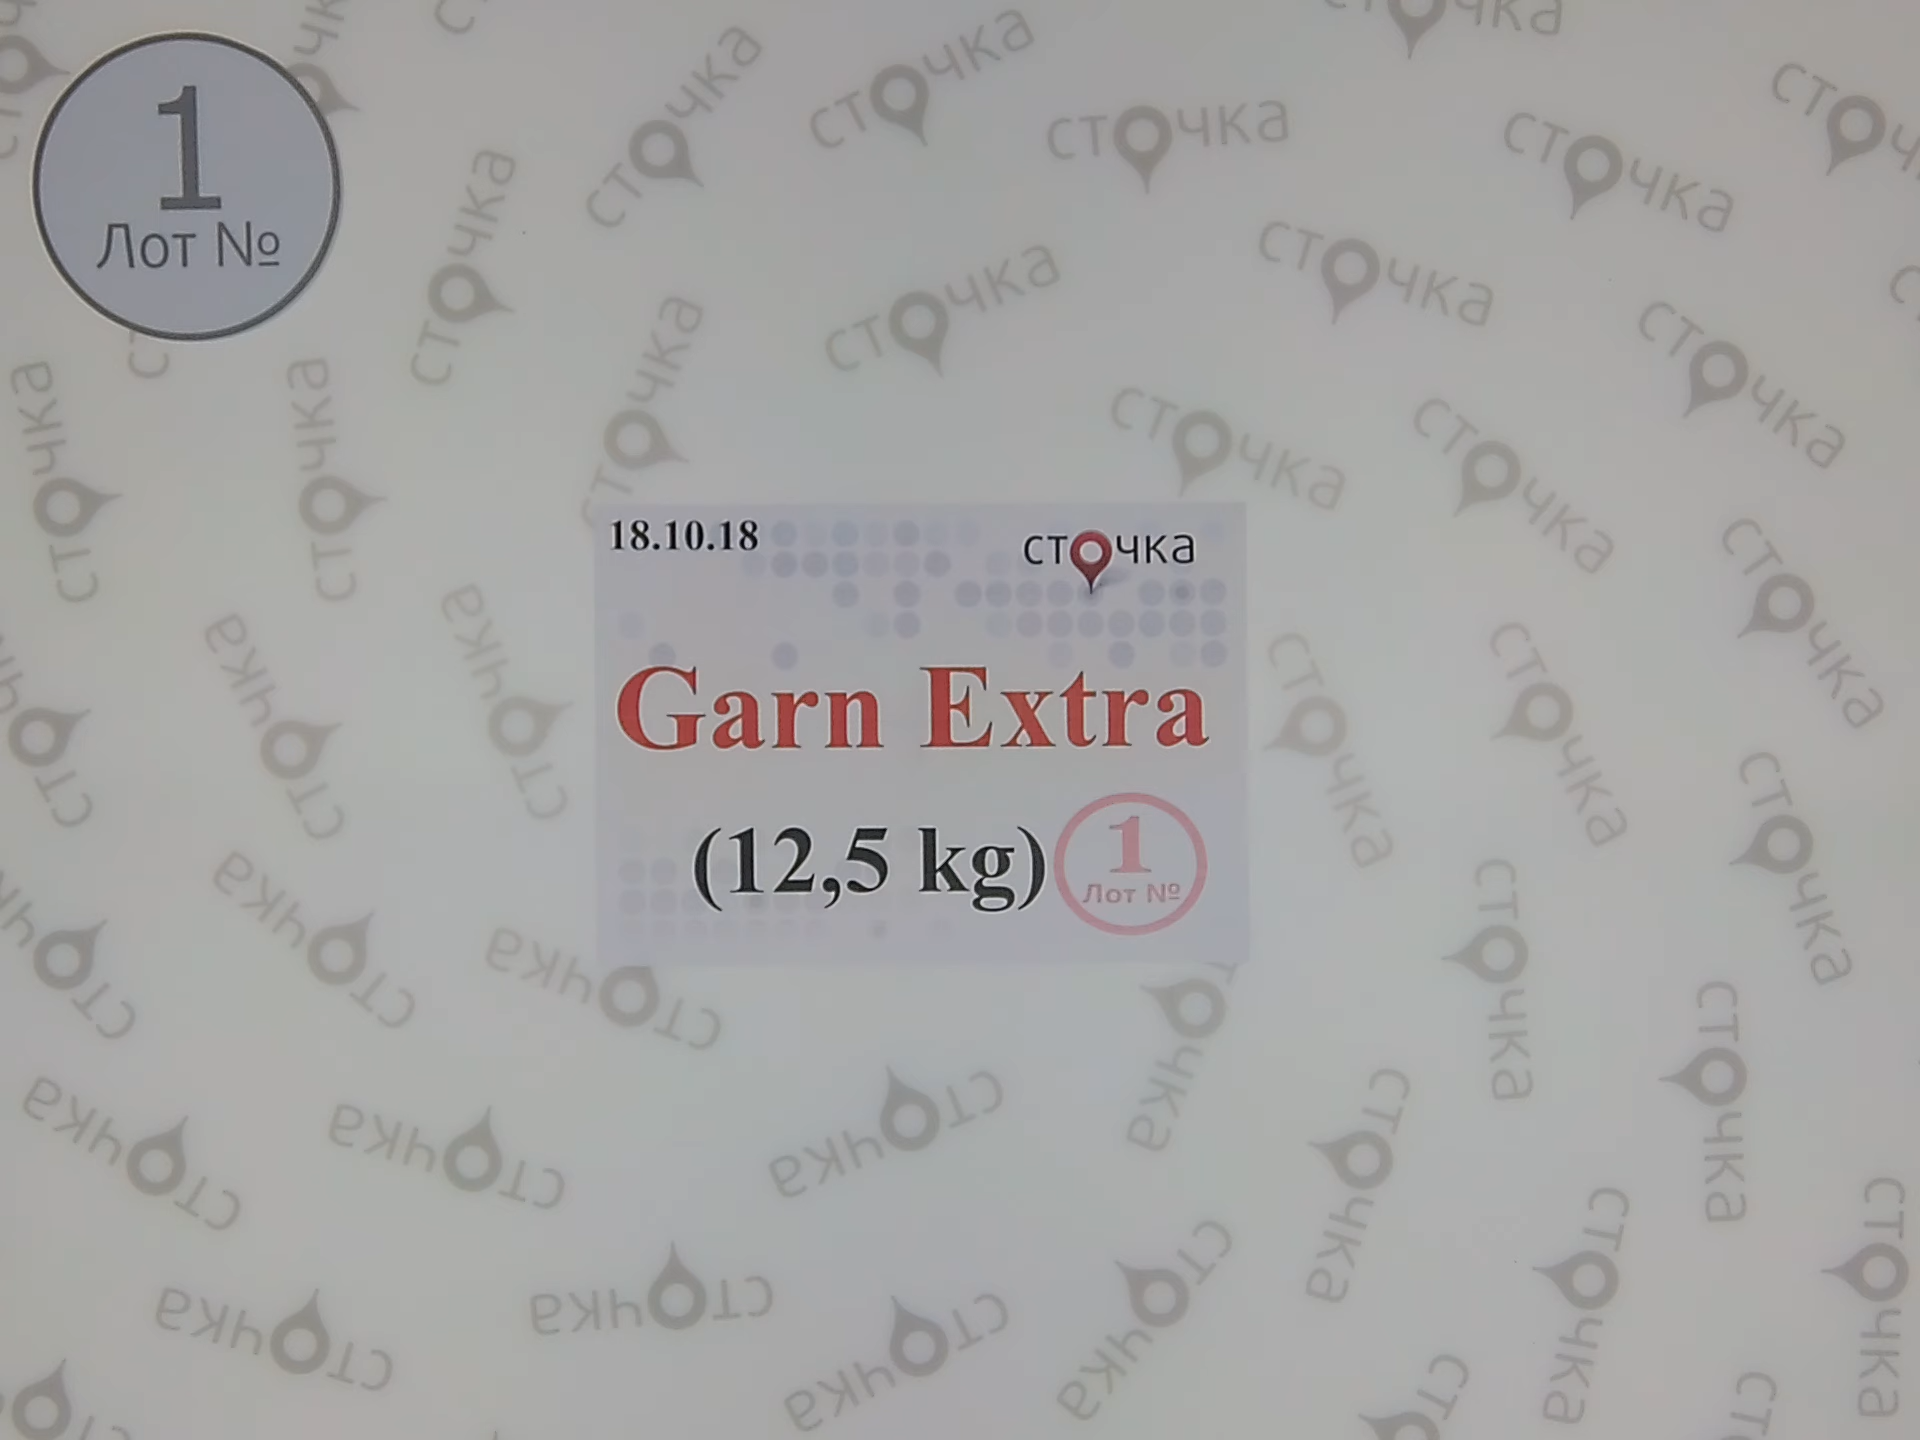 1
Лот №
18.10.18
сточка
Garn Extra
(12,5 kg)
1
Лот №